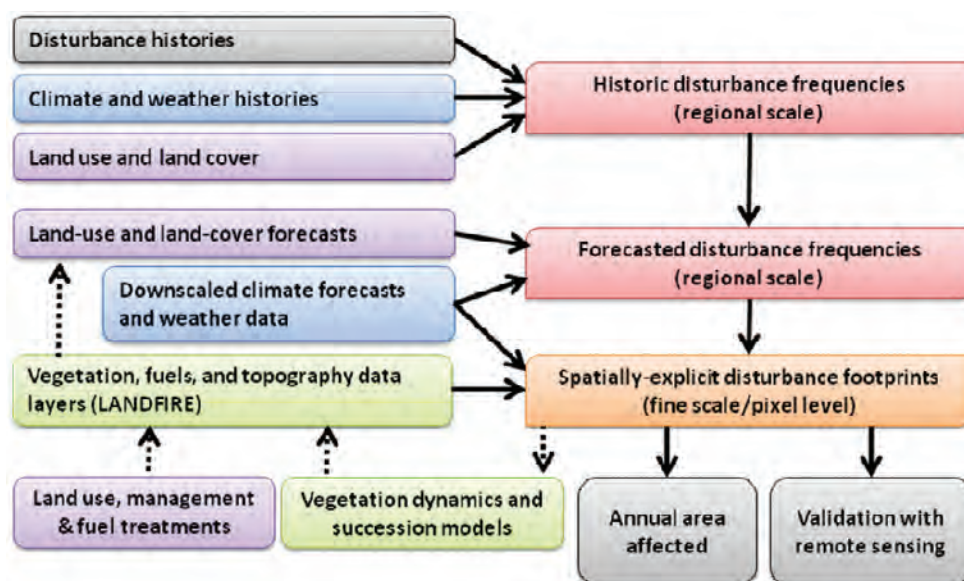 Disturbance histories
Climate and weather histories
Land use and land cover
Historic disturbance frequencies
(regional scale)
Land-use and land-cover forecasts
Downscaled climate forecasts
and weather data
Forecasted disturbance frequencies
(regional scale)
Vegetation, fuels, and topography data
layers (LANDFIRE)
Spatially-explicit disturbance footprints
(fine scale/pixel level)
Land use, management
& fuel treatments
Vegetation dynamics and
succession models
Annual area
affected
Validation with
remote sensing